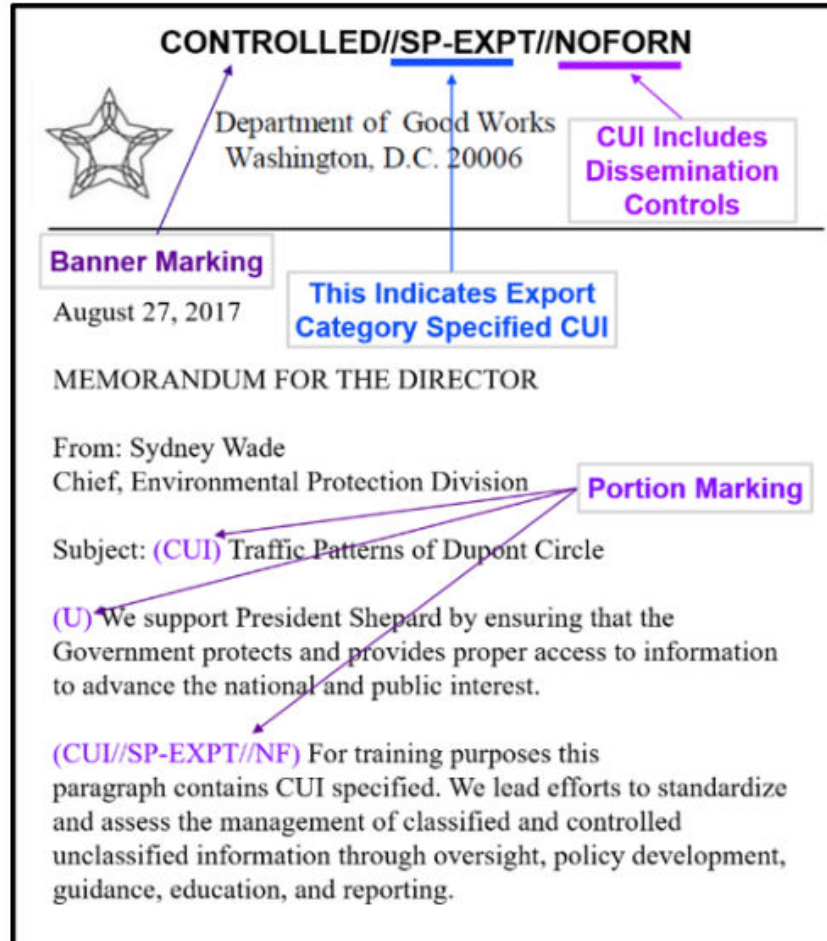 CONTROLLED//SP-EXPT//NOFORN
Department of Good Works
Washington, D.C. 20006
CUI Includes
Dissemination
Controls
Banner Marking
This Indicates Export
Category Specified CUI
August 27, 2017
MEMORANDUM FOR THE DIRECTOR
From: Sydney Wade
Chief, Environmental Protection Division
Portion Marking
Subject: (CUI) Traffic Patterns of Dupont Circle
(U) We support President Shepard by ensuring that the
Government protects and provides proper access to information
to advance the national and public interest.
(CUI//SP-EXPT//NF) For training purposes this
paragraph contains CUI specified. We lead efforts to standardize
and assess the management of classified and controlled
unclassified information through oversight, policy development,
guidance, education, and reporting.